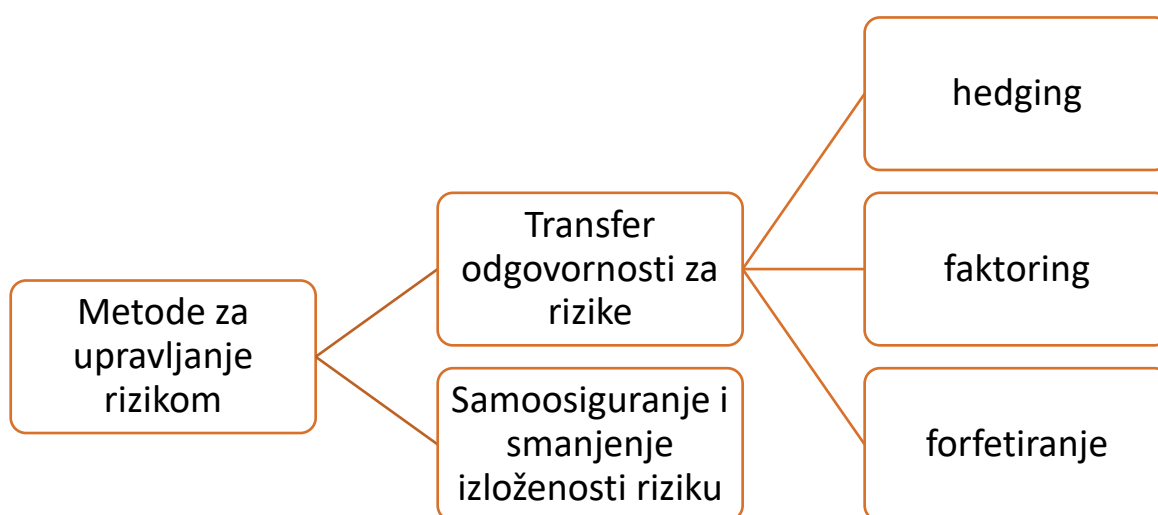 Metode za
upravljanje
rizikom
Transfer
odgovornosti za
rizike
Samoosiguranje i
smanjenje
izloženosti riziku
hedging
faktoring
forfetiranje